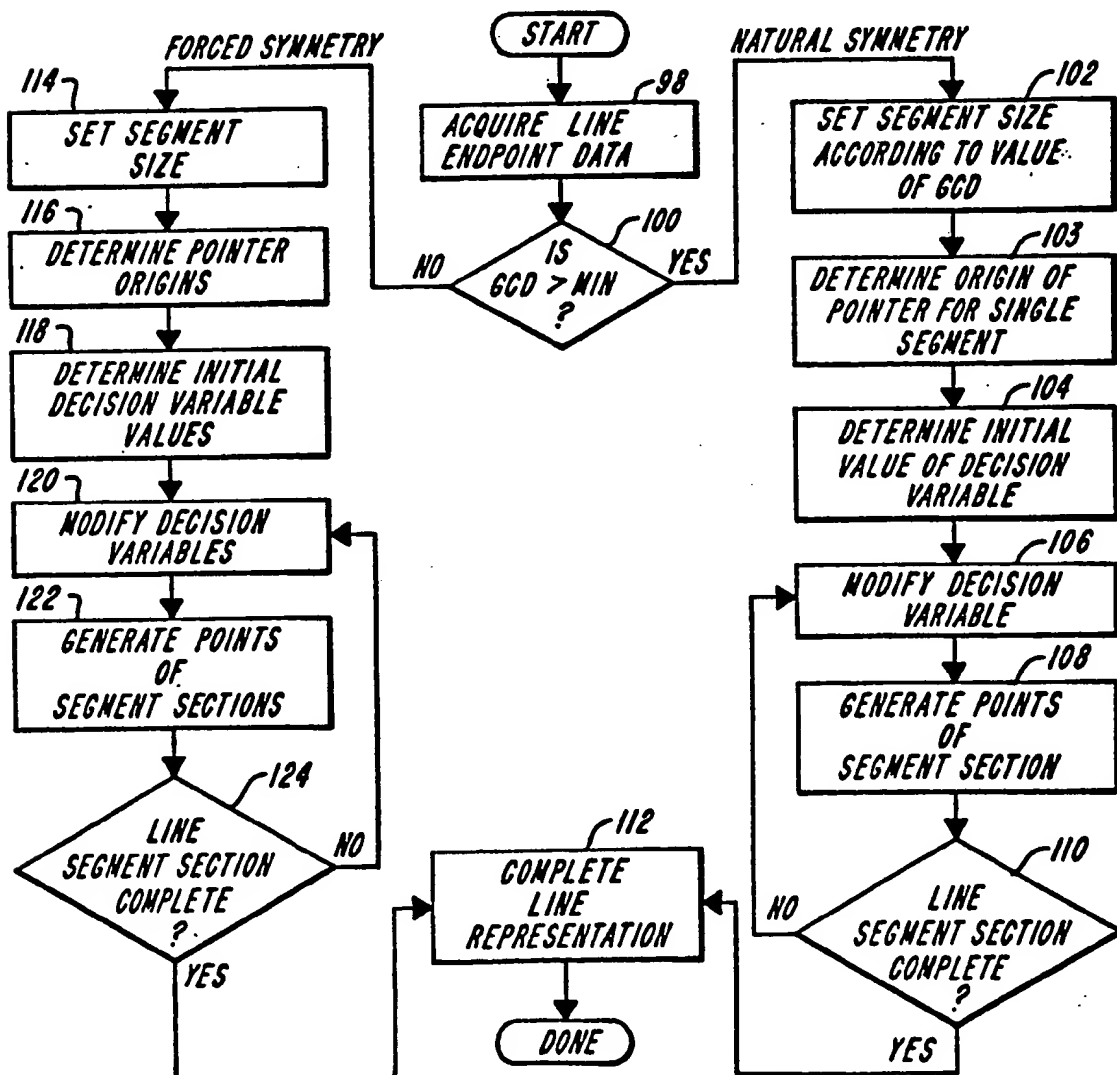 START
FORCED SYMMETRY
NATURAL SYMMETRY
98
ACQUIRE LINE
ENDPOINT DATA
100
IS
GCD > MIN
?
NO
YES
114
SET SEGMENT
SIZE
116
DETERMINE POINTER
ORIGINS
118
DETERMINE INITIAL
DECISION VARIABLE
VALUES
120
MODIFY DECISION
VARIABLES
122
GENERATE POINTS
OF
SEGMENT SECTIONS
124
LINE
SEGMENT SECTION
COMPLETE
?
NO
YES
102
SET SEGMENT SIZE
ACCORDING TO VALUE
OF GCD
103
DETERMINE ORIGIN OF
POINTER FOR SINGLE
SEGMENT
104
DETERMINE INITIAL
VALUE OF DECISION
VARIABLE
106
MODIFY DECISION
VARIABLE
108
GENERATE POINTS
OF
SEGMENT SECTION
110
LINE
SEGMENT SECTION
COMPLETE
?
NO
YES
112
COMPLETE
LINE
REPRESENTATION
DONE